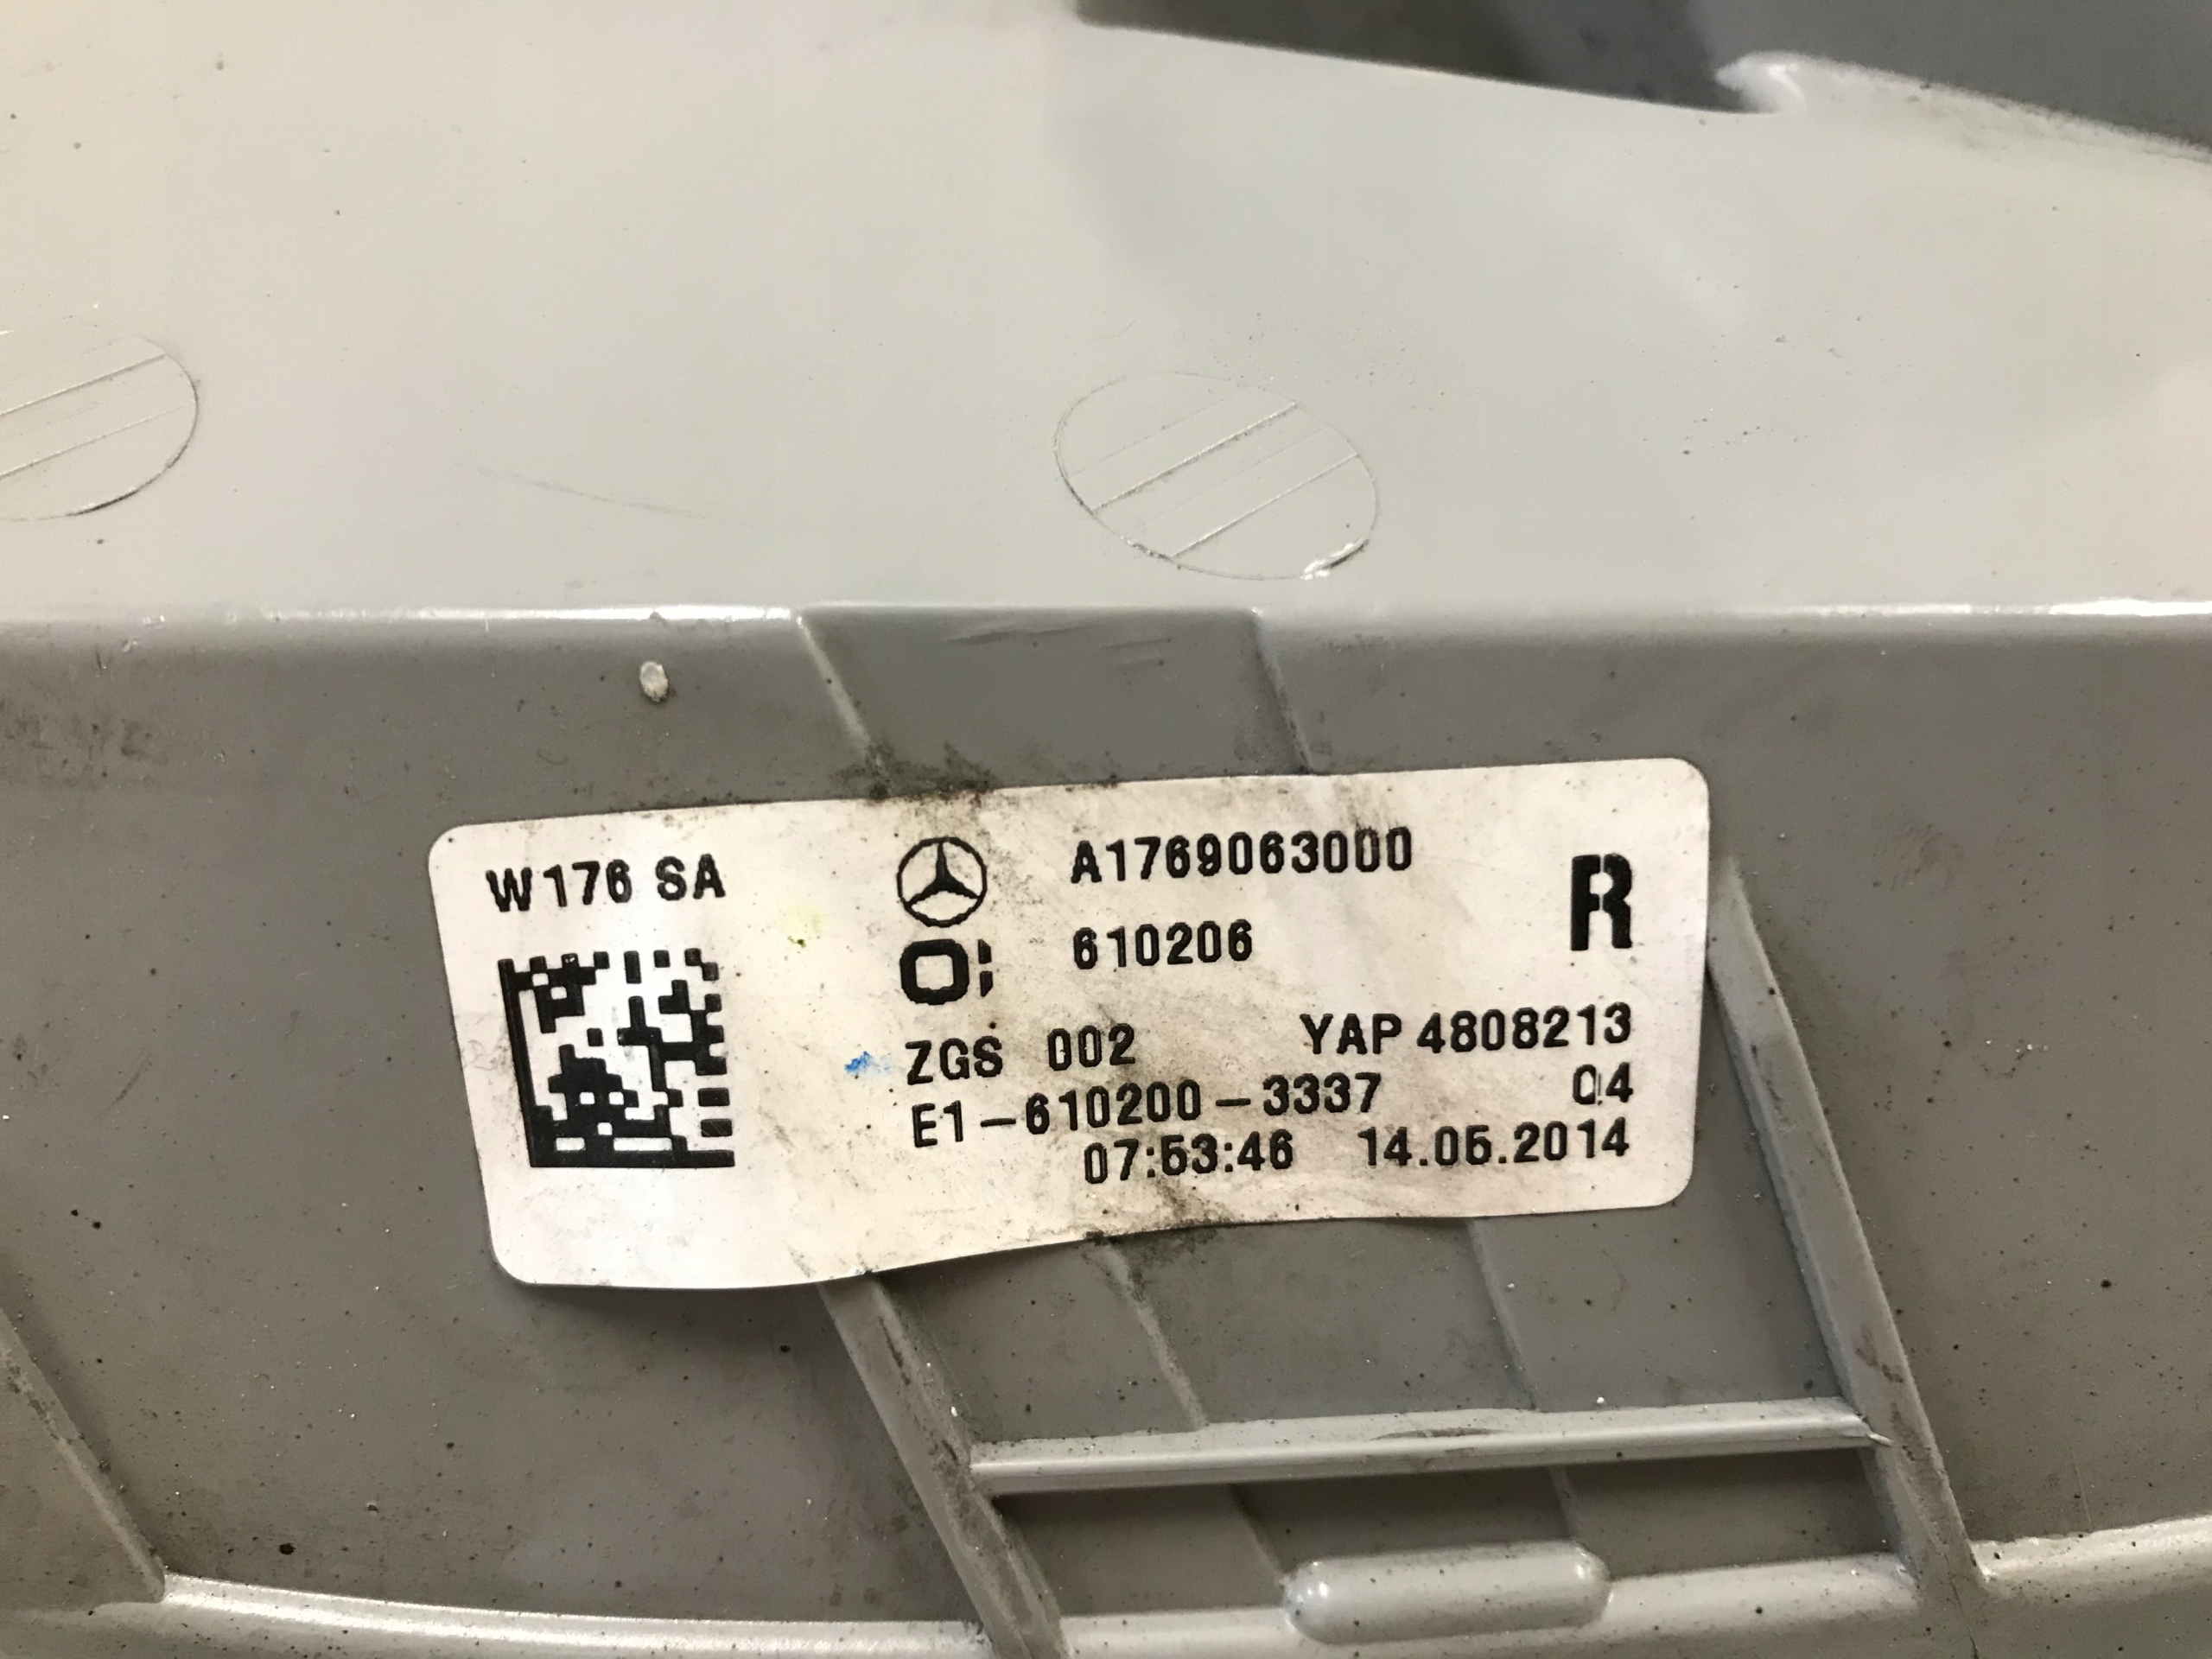 W176 SA
A1769063000
R
O: 610206
ZGS 002 YAP 4808213
E1-610200-3337 04
07:53:46 14.05.2014